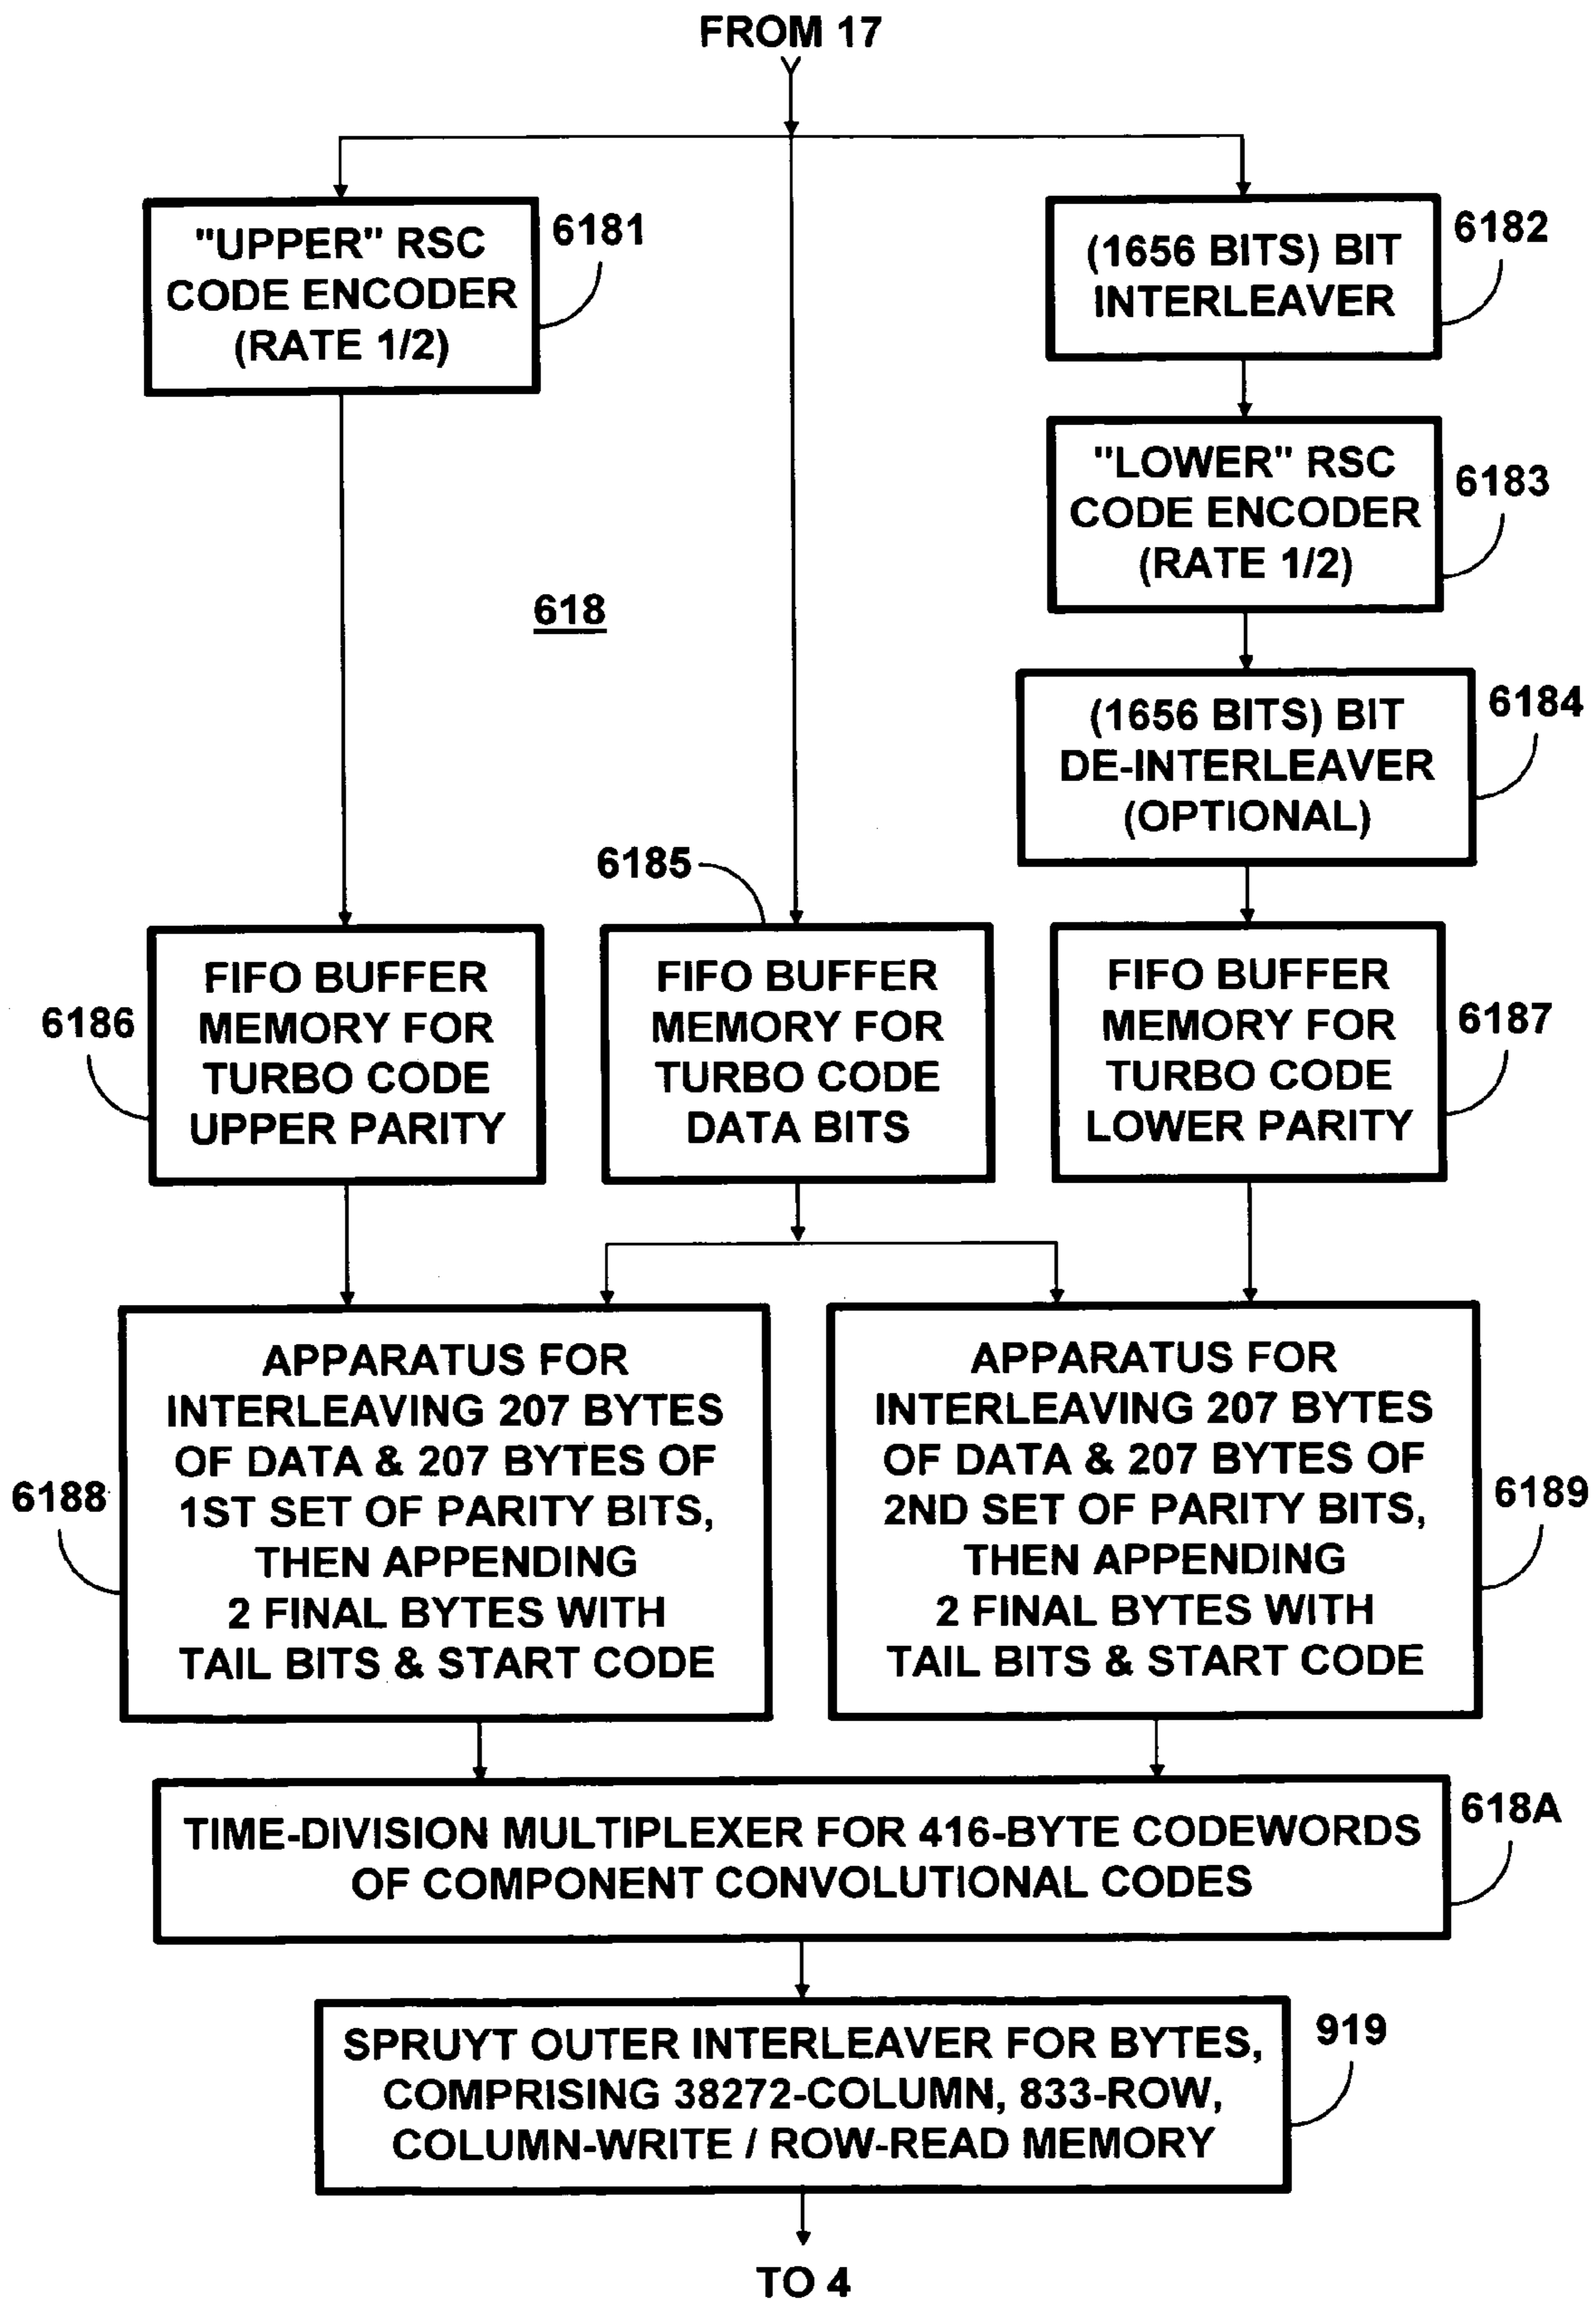 FROM 17
"UPPER" RSC
CODE ENCODER
(RATE 1/2)
6181
(1656 BITS) BIT
INTERLEAVER
6182
"LOWER" RSC
CODE ENCODER
(RATE 1/2)
6183
618
(1656 BITS) BIT
DE-INTERLEAVER
(OPTIONAL)
6184
6185
6186
FIFO BUFFER
MEMORY FOR
TURBO CODE
UPPER PARITY
FIFO BUFFER
MEMORY FOR
TURBO CODE
DATA BITS
FIFO BUFFER
MEMORY FOR
TURBO CODE
LOWER PARITY
6187
6188
APPARATUS FOR
INTERLEAVING 207 BYTES
OF DATA & 207 BYTES OF
1ST SET OF PARITY BITS,
THEN APPENDING
2 FINAL BYTES WITH
TAIL BITS & START CODE
APPARATUS FOR
INTERLEAVING 207 BYTES
OF DATA & 207 BYTES OF
2ND SET OF PARITY BITS,
THEN APPENDING
2 FINAL BYTES WITH
TAIL BITS & START CODE
6189
TIME-DIVISION MULTIPLEXER FOR 416-BYTE CODEWORDS
OF COMPONENT CONVOLUTIONAL CODES
618A
SPRUYT OUTER INTERLEAVER FOR BYTES,
COMPRISING 38272-COLUMN, 833-ROW,
COLUMN-WRITE / ROW-READ MEMORY
919
TO 4